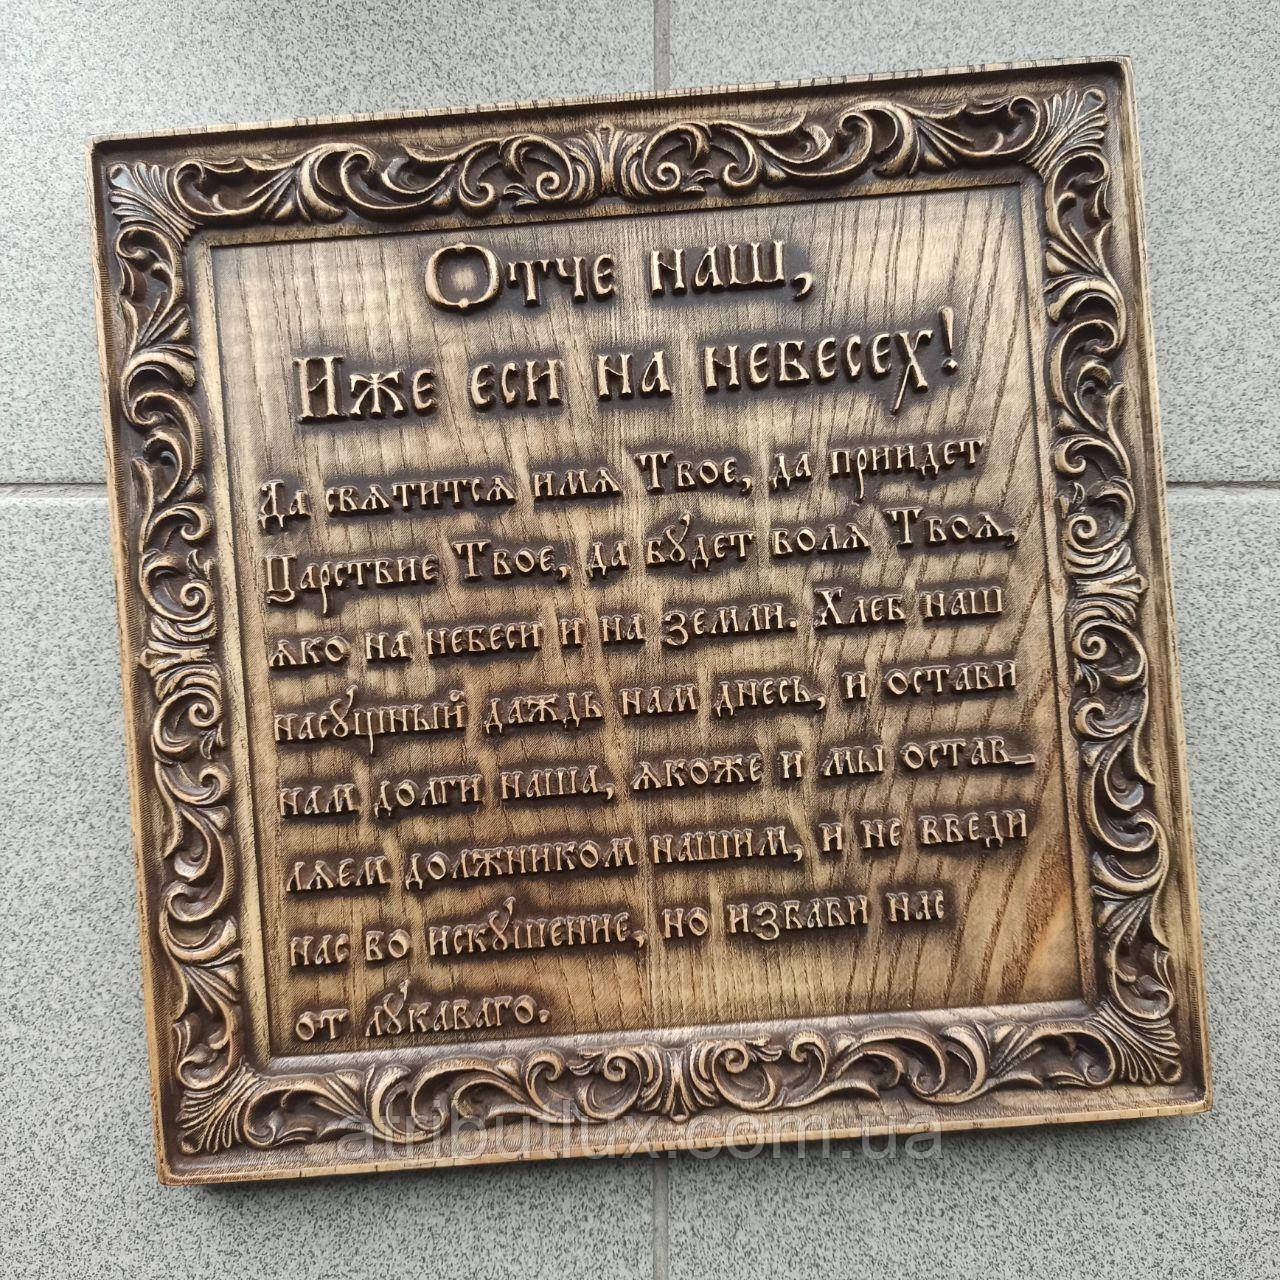 Отче наш,
Иже еси на небесех!
Да святится имя Твое, да приидет
Царствие Твое, да будет воля Твоя,
яко на небеси и на земли. Хлеб наш
насущный даждь нам днесь, и остави
нам долги наша, якоже и мы остав-
ляем должником нашим, и не введи
нас во искушение, но избави нас
от лукаваго.
atributlux.com.ua